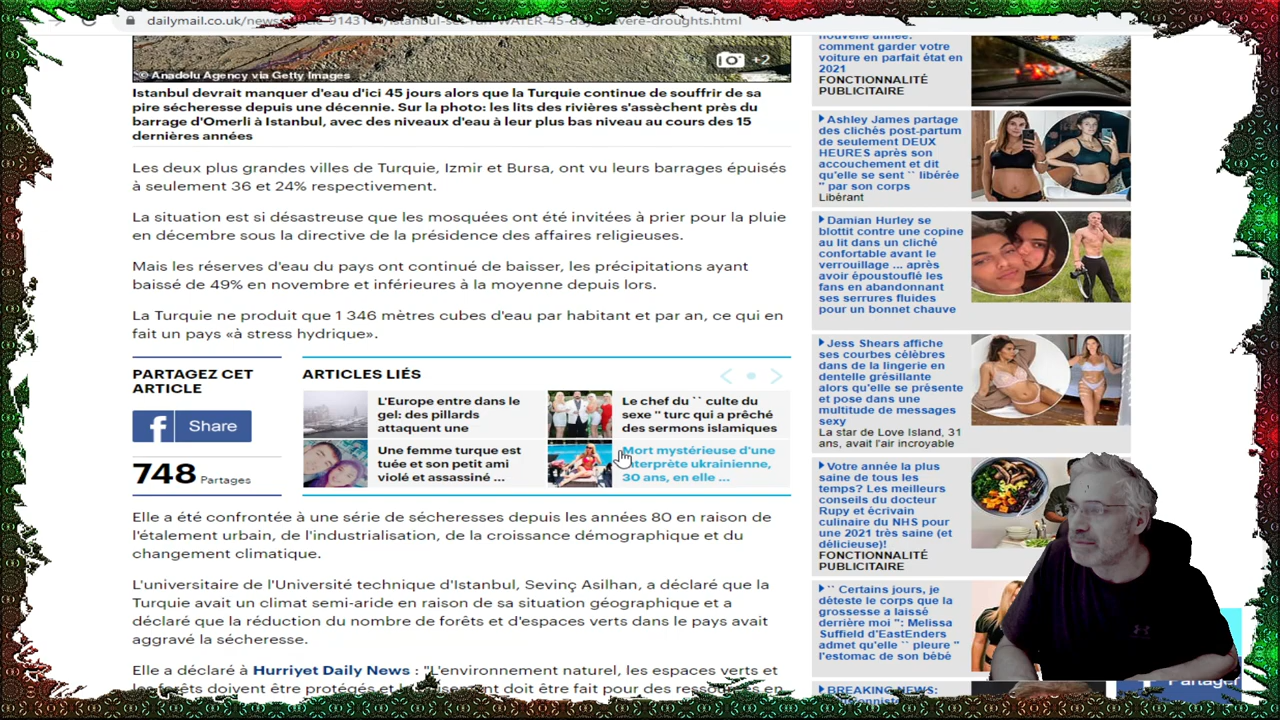 dailymail.co.uk/news
droughts.html
+2
© Anadolu Agency via Getty Images
Istanbul devrait manquer d'eau d'ici 45 jours alors que la Turquie continue de souffrir de sa
pire sécheresse depuis une décennie. Sur la photo: les lits des rivières s'assèchent près du
barrage d'Omerli à Istanbul, avec des niveaux d'eau à leur plus bas niveau au cours des 15
dernières années
Les deux plus grandes villes de Turquie, Izmir et Bursa, ont vu leurs barrages épuisés
à seulement 36 et 24% respectivement.
La situation est si désastreuse que les mosquées ont été invitées à prier pour la pluie
en décembre sous la directive de la présidence des affaires religieuses.
Mais les réserves d'eau du pays ont continué de baisser, les précipitations ayant
baissé de 49% en novembre et inférieures à la moyenne depuis lors.
La Turquie ne produit que 1 346 mètres cubes d'eau par habitant et par an, ce qui en
fait un pays «à stress hydrique».
PARTAGEZ CET
ARTICLE
f Share
748 Partages
ARTICLES LIÉS
L'Europe entre dans le
gel: des pillards
attaquent une
Le chef du `` culte du
sexe '' turc qui a prêché
des sermons islamiques
Une femme turque est
tuée et son petit ami
violé et assassiné ...
Mort mystérieuse d'une
interprète ukrainienne,
30 ans, en elle ...
Elle a été confrontée à une série de sécheresses depuis les années 80 en raison de
l'étalement urbain, de l'industrialisation, de la croissance démographique et du
changement climatique.
L'universitaire de l'Université technique d'Istanbul, Sevinç Asilhan, a déclaré que la
Turquie avait un climat semi-aride en raison de sa situation géographique et a
déclaré que la réduction du nombre de forêts et d'espaces verts dans le pays avait
aggravé la sécheresse.
Elle a déclaré à Hurriyet Daily News : "L'environnement naturel, les espaces verts et
les forêts doivent être protégés et doit être fait pour des ressources en
nouvelle année:
comment garder votre
voiture en parfait état en
2021
FONCTIONNALITÉ
PUBLICITAIRE
Ashley James partage
des clichés post-partum
de seulement DEUX
HEURES après son
accouchement et dit
qu'elle se sent `` libérée
'' par son corps
Libérant
Damian Hurley se
blottit contre une copine
au lit dans un cliché
confortable avant le
verrouillage ... après
avoir époustouflé les
fans en abandonnant
ses serrures fluides
pour un bonnet chauve
Jess Shears affiche
ses courbes célèbres
dans de la lingerie en
dentelle grésillante
alors qu'elle se présente
et pose dans une
multitude de messages
sexy
La star de Love Island, 31
ans, avait l'air incroyable
Votre année la plus
saine de tous les
temps? Les meilleurs
conseils du docteur
Rupy et écrivain
culinaire du NHS pour
une 2021 très saine (et
délicieuse)!
FONCTIONNALITÉ
PUBLICITAIRE
`` Certains jours, je
déteste le corps que la
grossesse a laissé
derrière moi '': Melissa
Suffield d'EastEnders
admet qu'elle `` pleure ''
l'estomac de son bébé
BREAKING NEWS:
Partager